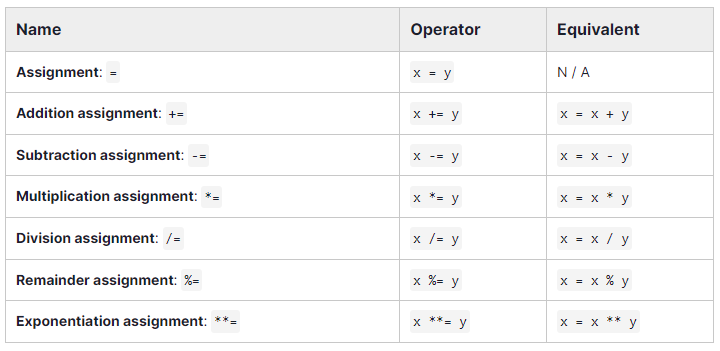 Name Operator Equivalent
Assignment: = x = y N / A
Addition assignment: += x += y x = x + y
Subtraction assignment: -= x -= y x = x - y
Multiplication assignment: *= x *= y x = x * y
Division assignment: /= x /= y x = x / y
Remainder assignment: %= x %= y x = x % y
Exponentiation assignment: **= x **= y x = x ** y